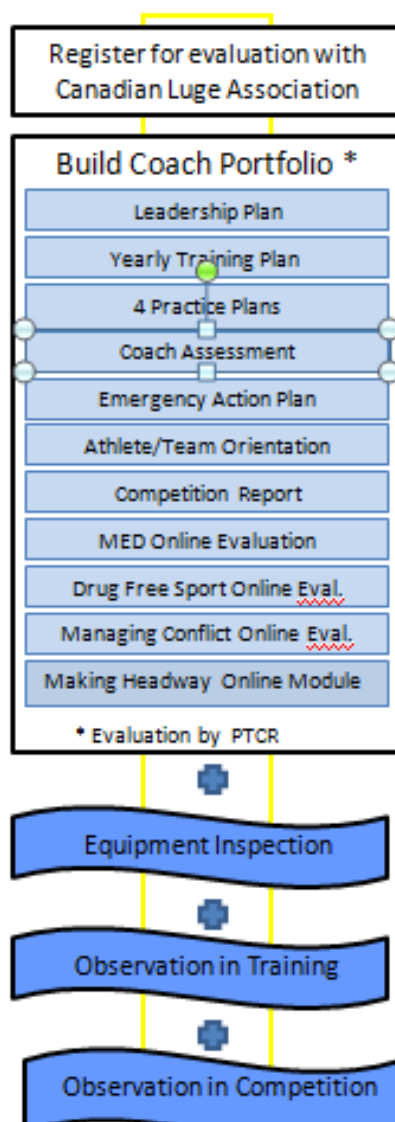 Register for evaluation with
Canadian Luge Association
Build Coach Portfolio *
Leadership Plan
Yearly Training Plan
4 Practice Plans
Coach Assessment
Emergency Action Plan
Athlete/Team Orientation
Competition Report
MED Online Evaluation
Drug Free Sport Online Eval.
Managing Conflict Online Eval.
Making Headway Online Module
* Evaluation by PTCR
Equipment Inspection
Observation in Training
Observation in Competition